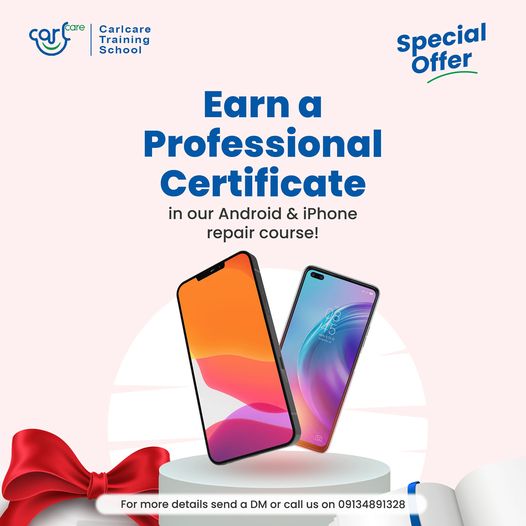 carl care
Carlcare
Training
School
Special
Offer
Earn a
Professional
Certificate
in our Android & iPhone
repair course!
For more details send a DM or call us on 09134891328